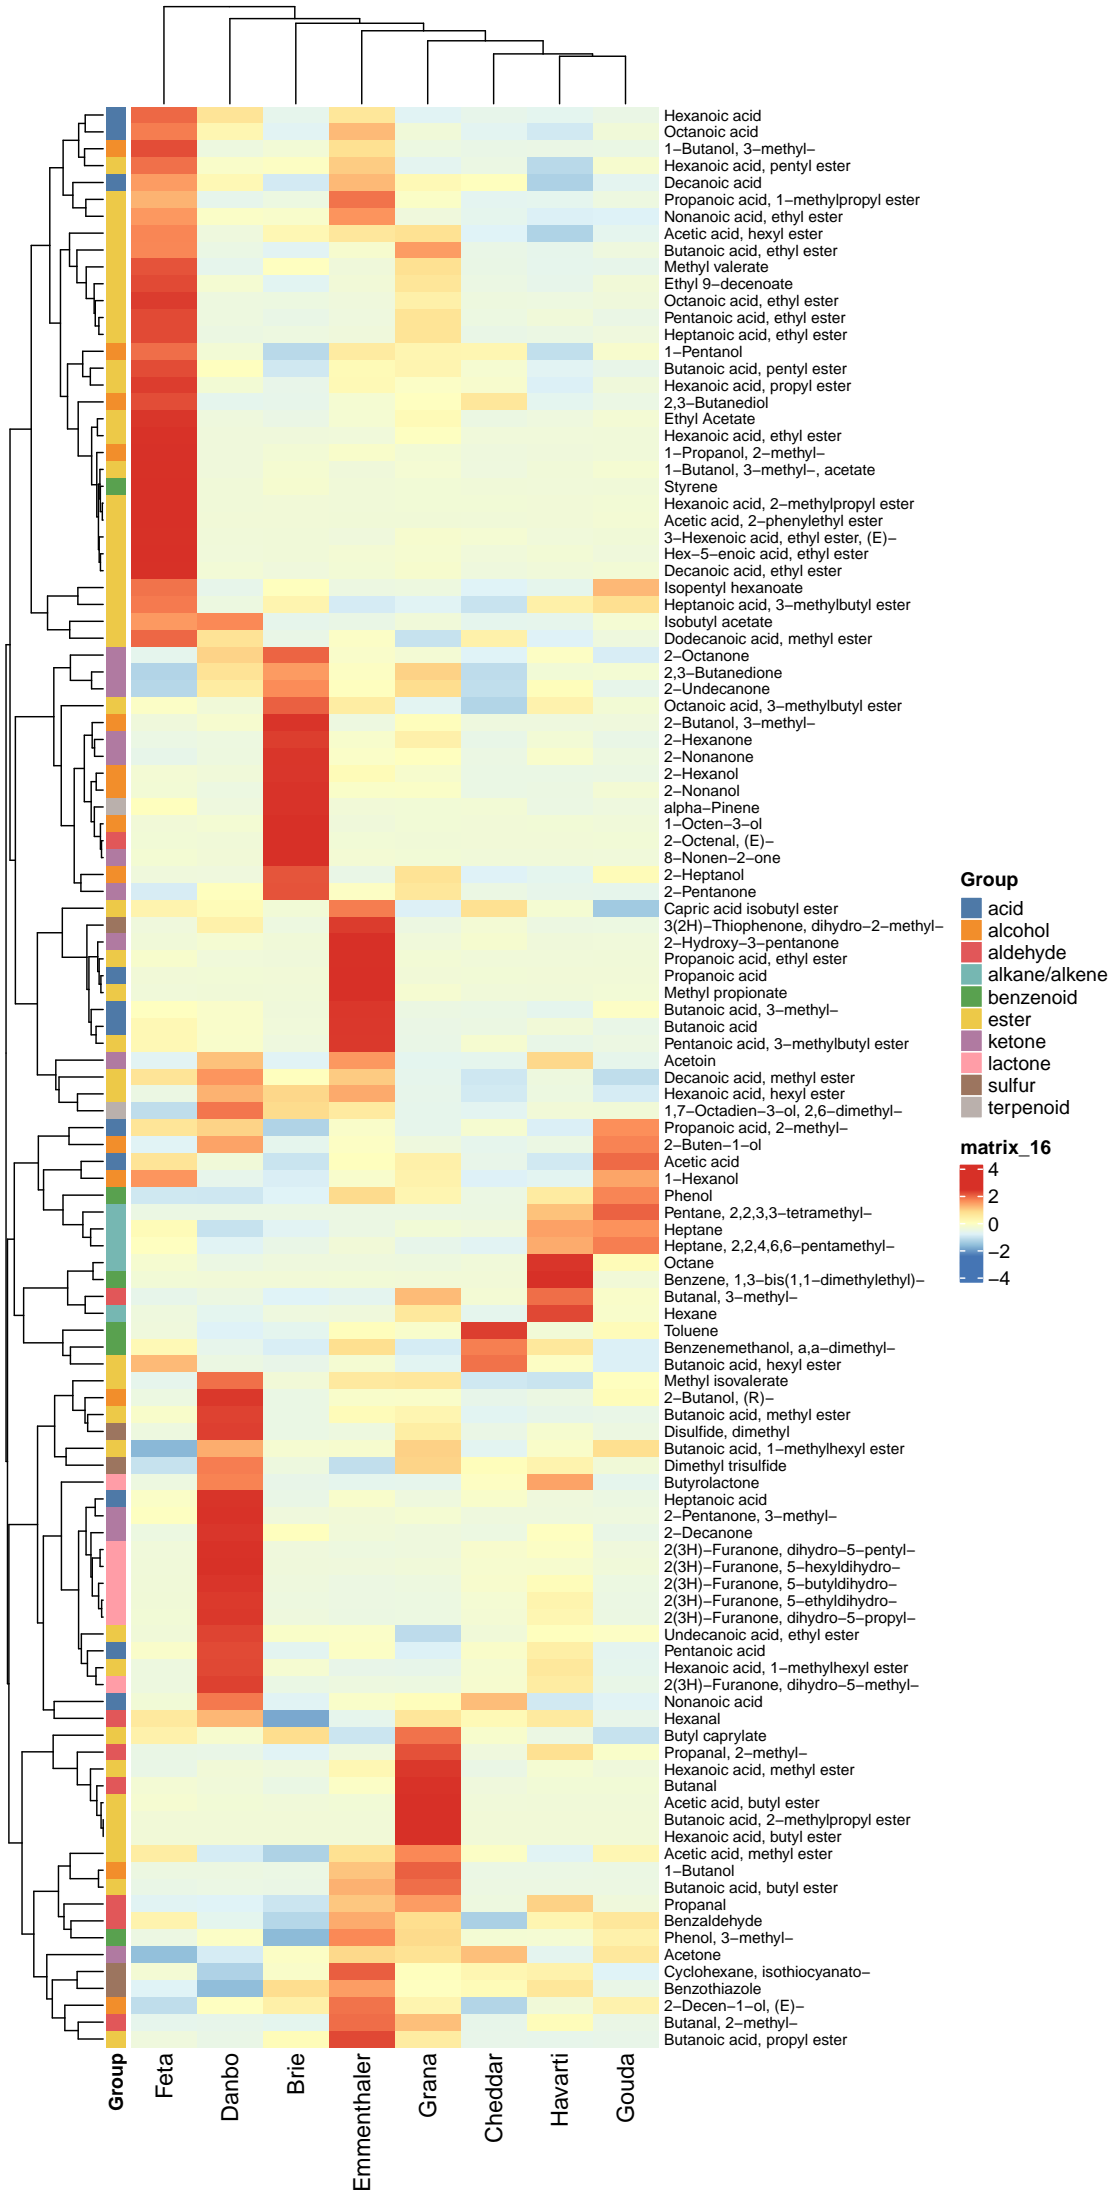 Hexanoic acid
Octanoic acid
1−Butanol, 3−methyl−
Hexanoic acid, pentyl ester
Decanoic acid
Propanoic acid, 1−methylpropyl ester
Nonanoic acid, ethyl ester
Acetic acid, hexyl ester
Butanoic acid, ethyl ester
Methyl valerate
Ethyl 9−decenoate
Octanoic acid, ethyl ester
Pentanoic acid, ethyl ester
Heptanoic acid, ethyl ester
1−Pentanol
Butanoic acid, pentyl ester
Hexanoic acid, propyl ester
2,3−Butanediol
Ethyl Acetate
Hexanoic acid, ethyl ester
1−Propanol, 2−methyl−
1−Butanol, 3−methyl−, acetate
Styrene
Hexanoic acid, 2−methylpropyl ester
Acetic acid, 2−phenylethyl ester
3−Hexenoic acid, ethyl ester, (E)−
Hex−5−enoic acid, ethyl ester
Decanoic acid, ethyl ester
Isopentyl hexanoate
Heptanoic acid, 3−methylbutyl ester
Isobutyl acetate
Dodecanoic acid, methyl ester
2−Octanone
2,3−Butanedione
2−Undecanone
Octanoic acid, 3−methylbutyl ester
2−Butanol, 3−methyl−
2−Hexanone
2−Nonanone
2−Hexanol
2−Nonanol
alpha−Pinene
1−Octen−3−ol
2−Octenal, (E)−
8−Nonen−2−one
2−Heptanol
2−Pentanone
Capric acid isobutyl ester
3(2H)−Thiophenone, dihydro−2−methyl−
2−Hydroxy−3−pentanone
Propanoic acid, ethyl ester
Propanoic acid
Methyl propionate
Butanoic acid, 3−methyl−
Butanoic acid
Pentanoic acid, 3−methylbutyl ester
Acetoin
Decanoic acid, methyl ester
Hexanoic acid, hexyl ester
1,7−Octadien−3−ol, 2,6−dimethyl−
Propanoic acid, 2−methyl−
2−Buten−1−ol
Acetic acid
1−Hexanol
Phenol
Pentane, 2,2,3,3−tetramethyl−
Heptane
Heptane, 2,2,4,6,6−pentamethyl−
Octane
Benzene, 1,3−bis(1,1−dimethylethyl)−
Butanal, 3−methyl−
Hexane
Toluene
Benzenemethanol, a,a−dimethyl−
Butanoic acid, hexyl ester
Methyl isovalerate
2−Butanol, (R)−
Butanoic acid, methyl ester
Disulfide, dimethyl
Butanoic acid, 1−methylhexyl ester
Dimethyl trisulfide
Butyrolactone
Heptanoic acid
2−Pentanone, 3−methyl−
2−Decanone
2(3H)−Furanone, dihydro−5−pentyl−
2(3H)−Furanone, 5−hexyldihydro−
2(3H)−Furanone, 5−butyldihydro−
2(3H)−Furanone, 5−ethyldihydro−
2(3H)−Furanone, dihydro−5−propyl−
Undecanoic acid, ethyl ester
Pentanoic acid
Hexanoic acid, 1−methylhexyl ester
2(3H)−Furanone, dihydro−5−methyl−
Nonanoic acid
Hexanal
Butyl caprylate
Propanal, 2−methyl−
Hexanoic acid, methyl ester
Butanal
Acetic acid, butyl ester
Butanoic acid, 2−methylpropyl ester
Hexanoic acid, butyl ester
Acetic acid, methyl ester
1−Butanol
Butanoic acid, butyl ester
Propanal
Benzaldehyde
Phenol, 3−methyl−
Acetone
Cyclohexane, isothiocyanato−
Benzothiazole
2−Decen−1−ol, (E)−
Butanal, 2−methyl−
Butanoic acid, propyl ester
Group
Feta
Danbo
Brie
Emmenthaler
Grana
Cheddar
Havarti
Gouda
Group
acid
alcohol
aldehyde
alkane/alkene
benzenoid
ester
ketone
lactone
sulfur
terpenoid
matrix_16
4
2
0
−2
−4